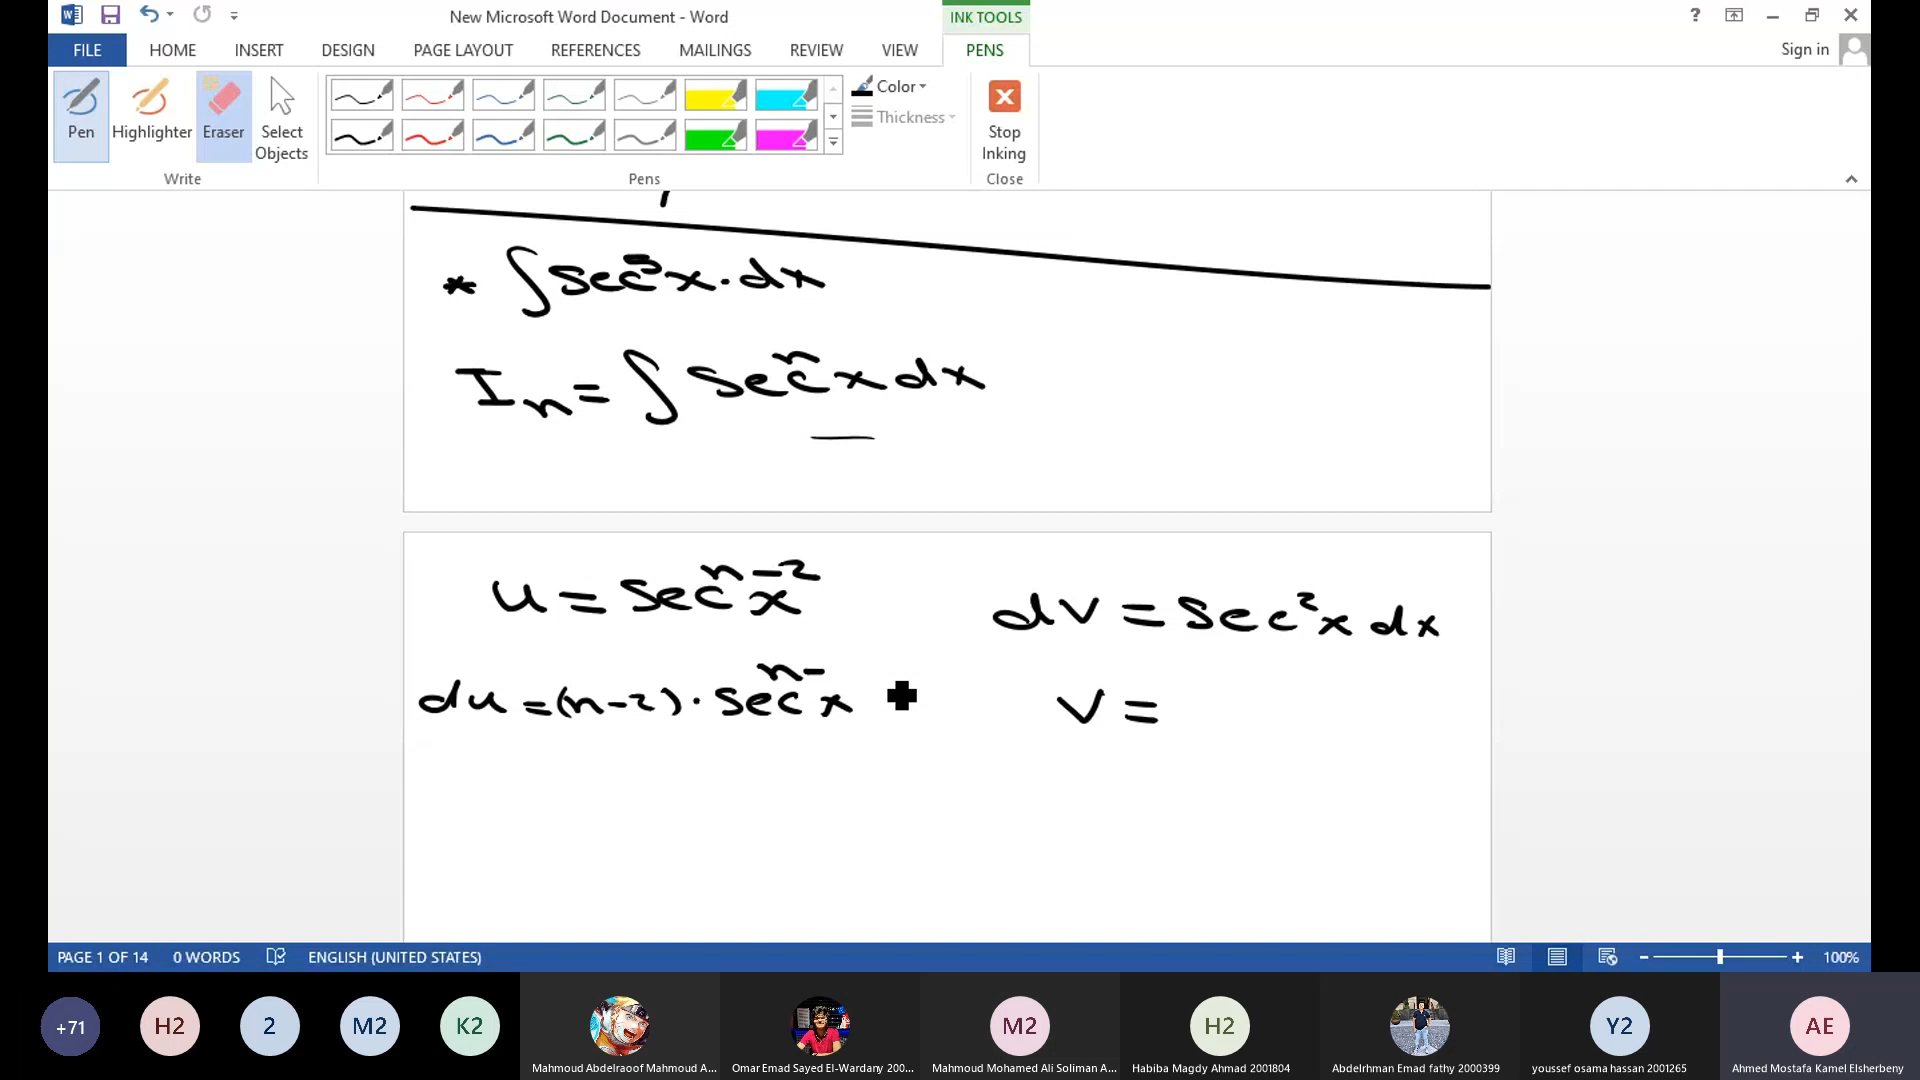 New Microsoft Word Document - Word
INK TOOLS
?
FILE HOME INSERT DESIGN PAGE LAYOUT REFERENCES MAILINGS REVIEW VIEW PENS
Sign in
Pen Highlighter Eraser Select Objects
Color
Thickness
Stop Inking
Write Pens Close
* ∫ sec³x · dx
Iₙ = ∫ secⁿx dx
u = secⁿ⁻²x
dv = sec²x dx
du = (n-2) · secⁿ⁻x
v =
PAGE 1 OF 14 0 WORDS ENGLISH (UNITED STATES)
100%
+71 H2 2 M2 K2 M2 H2 Y2 AE
Mahmoud Abdelraoof Mahmoud A... Omar Emad Sayed El-Wardany 200... Mahmoud Mohamed Ali Soliman A... Habiba Magdy Ahmad 2001804 Abdelrhman Emad fathy 2000399 youssef osama hassan 2001265 Ahmed Mostafa Kamel Elsherbeny